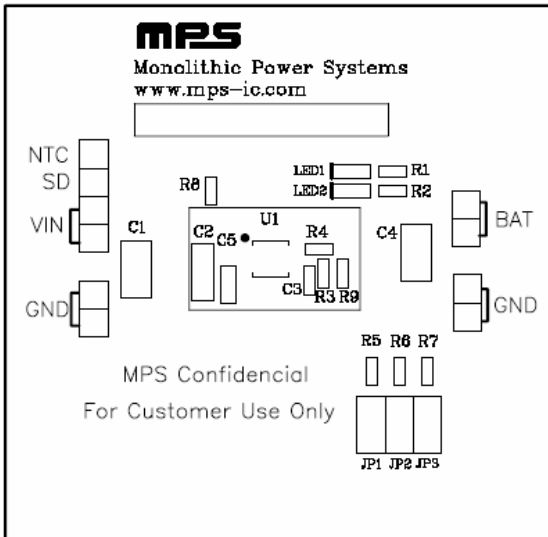 mps
Monolithic Power Systems
www.mps-ic.com
NTC
SD
VIN
GND
C1
R8
LED1
R1
LED2
R2
U1
C2
C5
R4
C3
R3
R9
C4
BAT
GND
R5 R6 R7
MPS Confidencial
For Customer Use Only
JP1 JP2 JP3